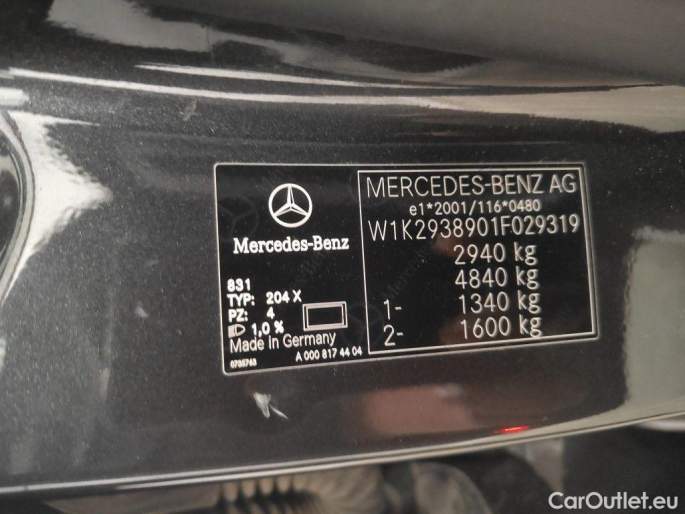 Mercedes-Benz
831
TYP: 204 X
PZ: 4
1,0 %
Made in Germany
0735763
A 000 817 44 04
MERCEDES-BENZ AG
e1*2001/116*0480
W1K2938901F029319
2940 kg
4840 kg
1- 1340 kg
2- 1600 kg
CarOutlet.eu